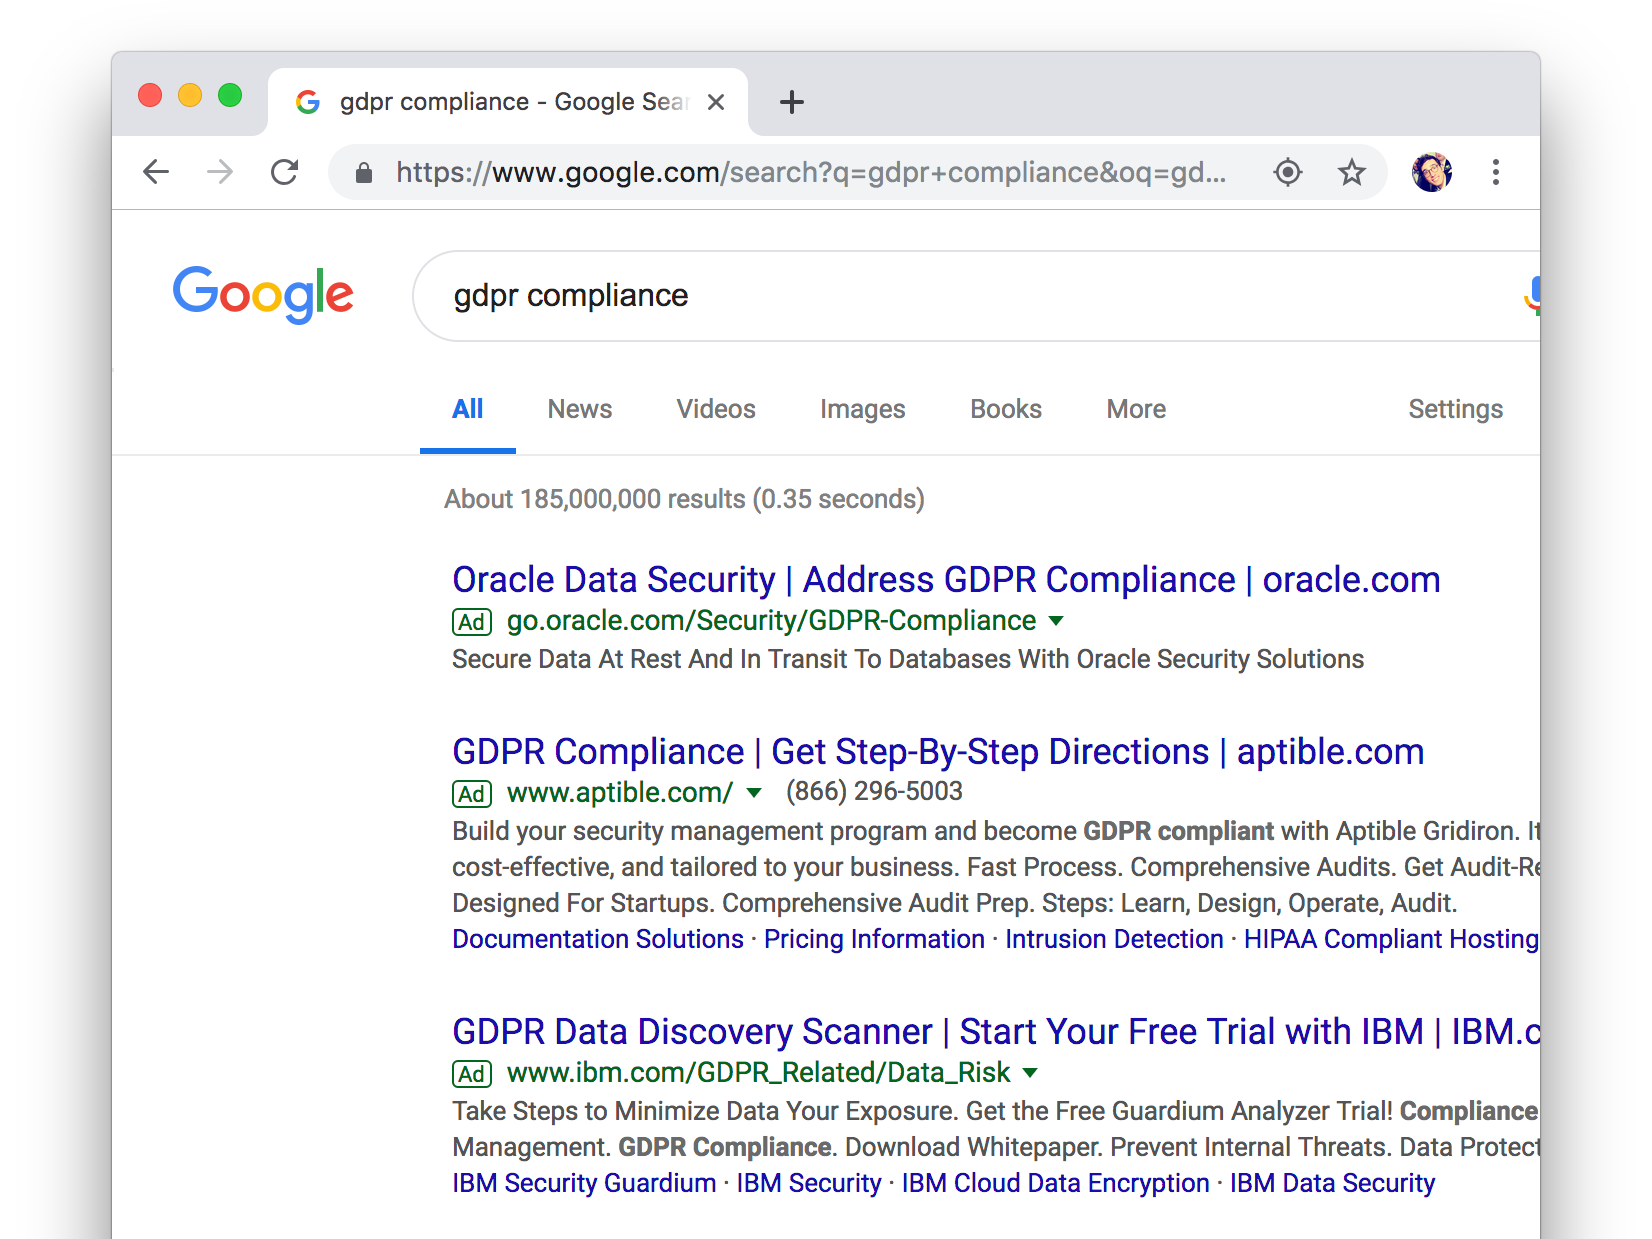 gdpr compliance - Google Sear
https://www.google.com/search?q=gdpr+compliance&oq=gd...
Google
gdpr compliance
All News Videos Images Books More Settings
About 185,000,000 results (0.35 seconds)
Oracle Data Security | Address GDPR Compliance | oracle.com
Ad go.oracle.com/Security/GDPR-Compliance
Secure Data At Rest And In Transit To Databases With Oracle Security Solutions
GDPR Compliance | Get Step-By-Step Directions | aptible.com
Ad www.aptible.com/ (866) 296-5003
Build your security management program and become GDPR compliant with Aptible Gridiron. It
cost-effective, and tailored to your business. Fast Process. Comprehensive Audits. Get Audit-Re
Designed For Startups. Comprehensive Audit Prep. Steps: Learn, Design, Operate, Audit.
Documentation Solutions · Pricing Information · Intrusion Detection · HIPAA Compliant Hosting
GDPR Data Discovery Scanner | Start Your Free Trial with IBM | IBM.c
Ad www.ibm.com/GDPR_Related/Data_Risk
Take Steps to Minimize Data Your Exposure. Get the Free Guardium Analyzer Trial! Compliance
Management. GDPR Compliance. Download Whitepaper. Prevent Internal Threats. Data Protect
IBM Security Guardium · IBM Security · IBM Cloud Data Encryption · IBM Data Security